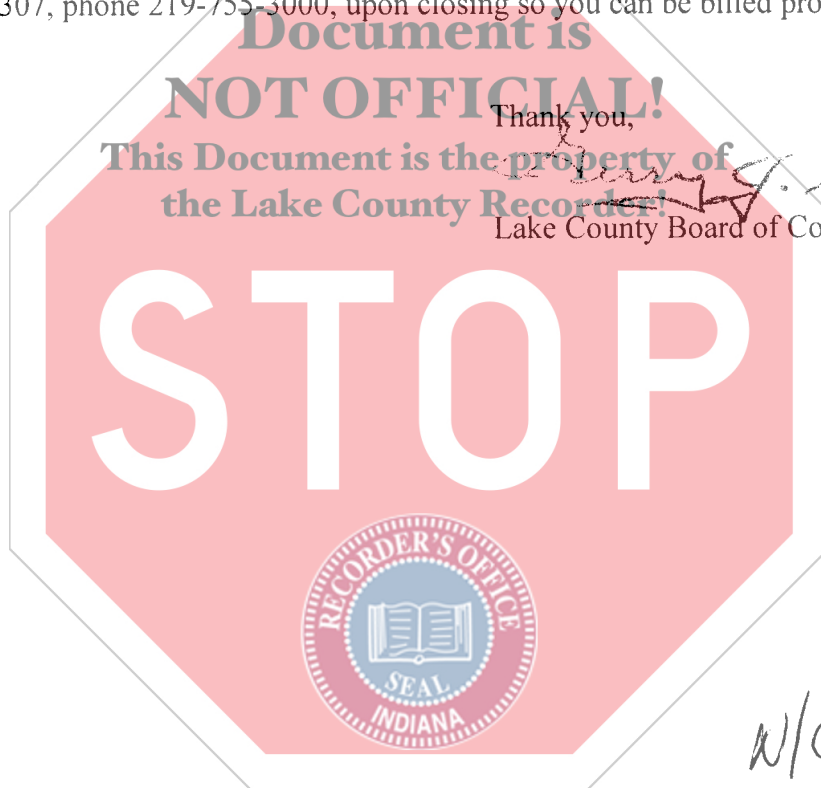 307, phone 219-755-3000, upon closing so you can be billed pro
Document is
NOT OFFICIAL!
Thank you,
This Document is the property of
the Lake County Recorder!
Lake County Board of Co
STOP
RECORDER'S OFFICE
SEAL
INDIANA
N/C